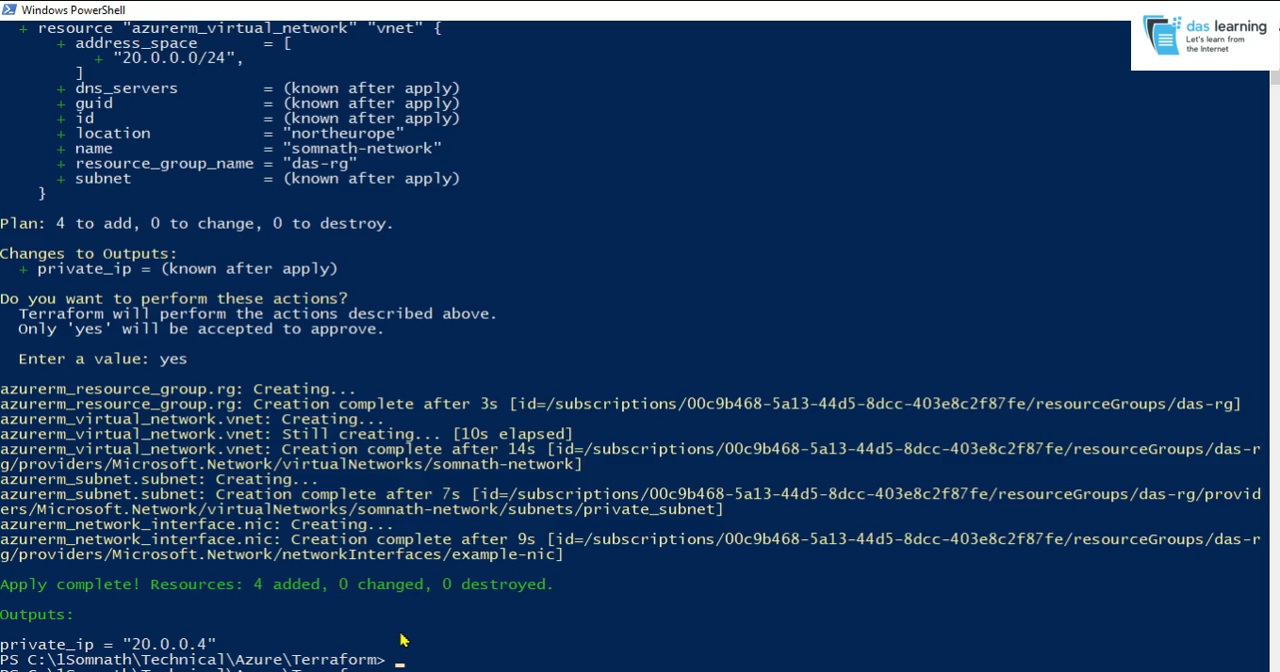 Windows PowerShell
das learning
Let's learn from
the Internet
+ resource "azurerm_virtual_network" "vnet" {
+ address_space = [
+ "20.0.0.0/24",
]
+ dns_servers = (known after apply)
+ guid = (known after apply)
+ id = (known after apply)
+ location = "northeurope"
+ name = "somnath-network"
+ resource_group_name = "das-rg"
+ subnet = (known after apply)
}
Plan: 4 to add, 0 to change, 0 to destroy.
Changes to Outputs:
+ private_ip = (known after apply)
Do you want to perform these actions?
Terraform will perform the actions described above.
Only 'yes' will be accepted to approve.
Enter a value: yes
azurerm_resource_group.rg: Creating...
azurerm_resource_group.rg: Creation complete after 3s [id=/subscriptions/00c9b468-5a13-44d5-8dcc-403e8c2f87fe/resourceGroups/das-rg]
azurerm_virtual_network.vnet: Creating...
azurerm_virtual_network.vnet: Still creating... [10s elapsed]
azurerm_virtual_network.vnet: Creation complete after 14s [id=/subscriptions/00c9b468-5a13-44d5-8dcc-403e8c2f87fe/resourceGroups/das-r
g/providers/Microsoft.Network/virtualNetworks/somnath-network]
azurerm_subnet.subnet: Creating...
azurerm_subnet.subnet: Creation complete after 7s [id=/subscriptions/00c9b468-5a13-44d5-8dcc-403e8c2f87fe/resourceGroups/das-rg/provid
ers/Microsoft.Network/virtualNetworks/somnath-network/subnets/private_subnet]
azurerm_network_interface.nic: Creating...
azurerm_network_interface.nic: Creation complete after 9s [id=/subscriptions/00c9b468-5a13-44d5-8dcc-403e8c2f87fe/resourceGroups/das-r
g/providers/Microsoft.Network/networkInterfaces/example-nic]
Apply complete! Resources: 4 added, 0 changed, 0 destroyed.
Outputs:
private_ip = "20.0.0.4"
PS C:\1Somnath\Technical\Azure\Terraform>